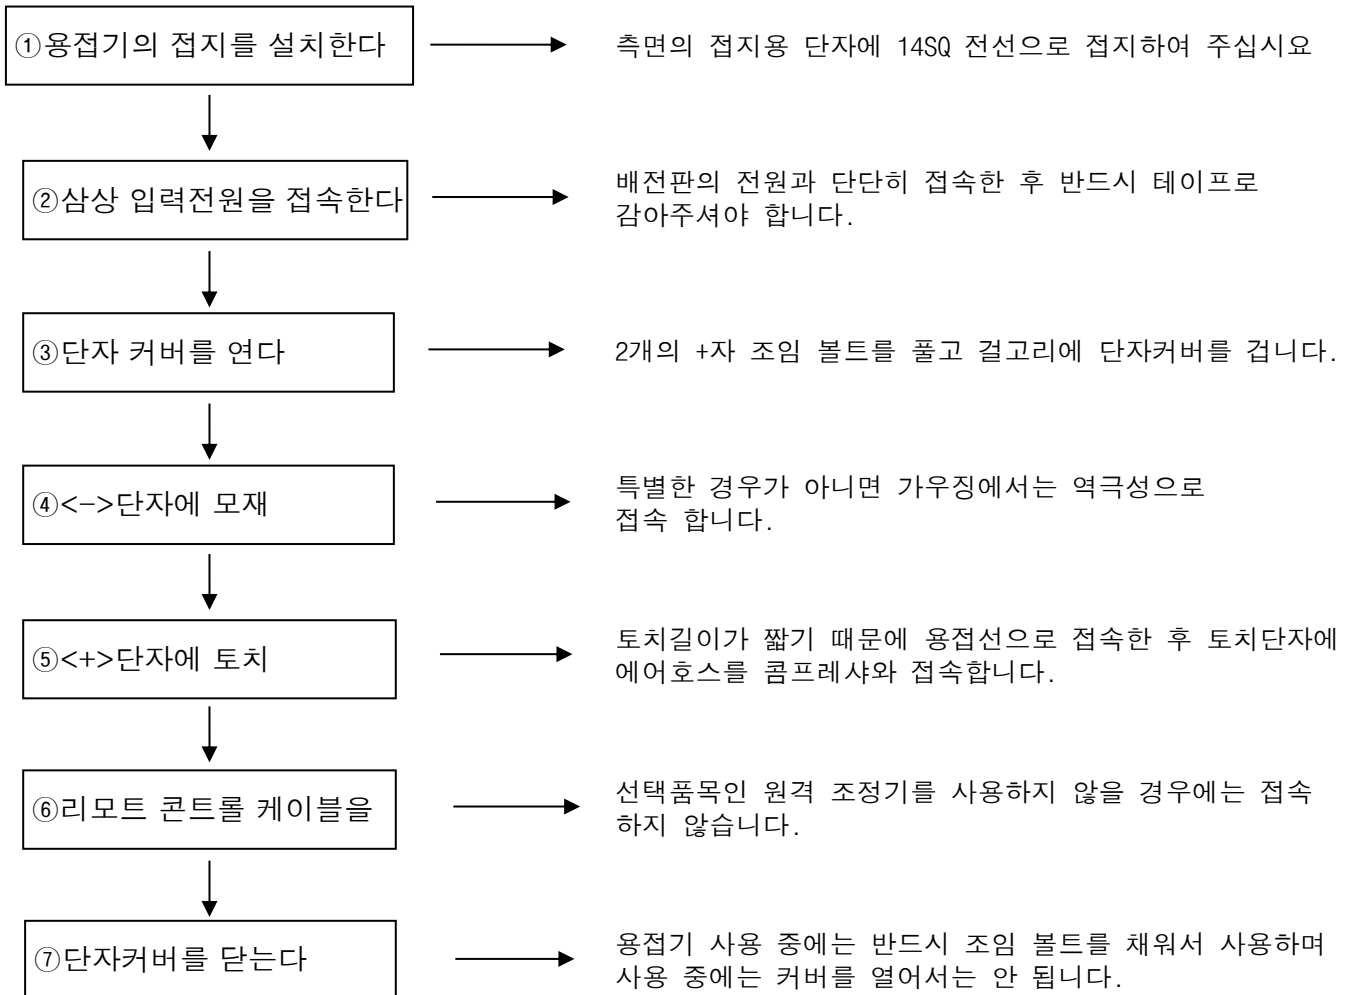 ①용접기의 접지를 설치한다
측면의 접지용 단자에 14SQ 전선으로 접지하여 주십시요
②삼상 입력전원을 접속한다
배전판의 전원과 단단히 접속한 후 반드시 테이프로
감아주셔야 합니다.
③단자 커버를 연다
2개의 +자 조임 볼트를 풀고 걸고리에 단자커버를 겁니다.
④<->단자에 모재
특별한 경우가 아니면 가우징에서는 역극성으로
접속 합니다.
⑤<+>단자에 토치
토치길이가 짧기 때문에 용접선으로 접속한 후 토치단자에
에어호스를 콤프레샤와 접속합니다.
⑥리모트 콘트롤 케이블을
선택품목인 원격 조정기를 사용하지 않을 경우에는 접속
하지 않습니다.
⑦단자커버를 닫는다
용접기 사용 중에는 반드시 조임 볼트를 채워서 사용하며
사용 중에는 커버를 열어서는 안 됩니다.